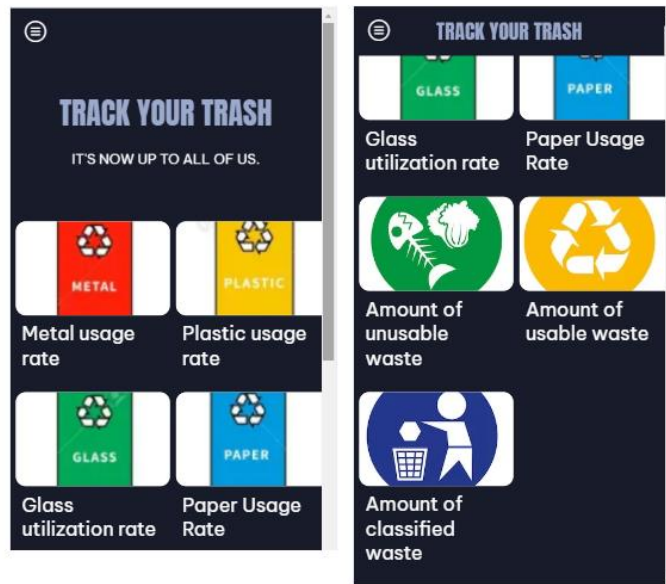 TRACK YOUR TRASH
IT'S NOW UP TO ALL OF US.
METAL
PLASTIC
Metal usage
rate
Plastic usage
rate
GLASS
PAPER
Glass
utilization rate
Paper Usage
Rate
TRACK YOUR TRASH
GLASS
PAPER
Glass
utilization rate
Paper Usage
Rate
Amount of
unusable
waste
Amount of
usable waste
Amount of
classified
waste